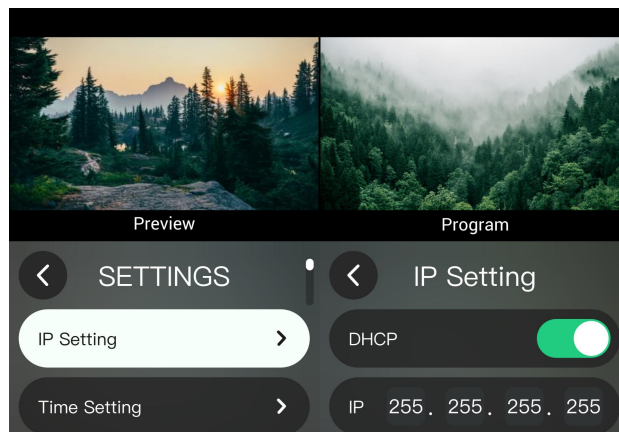 Preview
Program
SETTINGS
IP Setting
Time Setting
IP Setting
DHCP
IP 255. 255. 255. 255